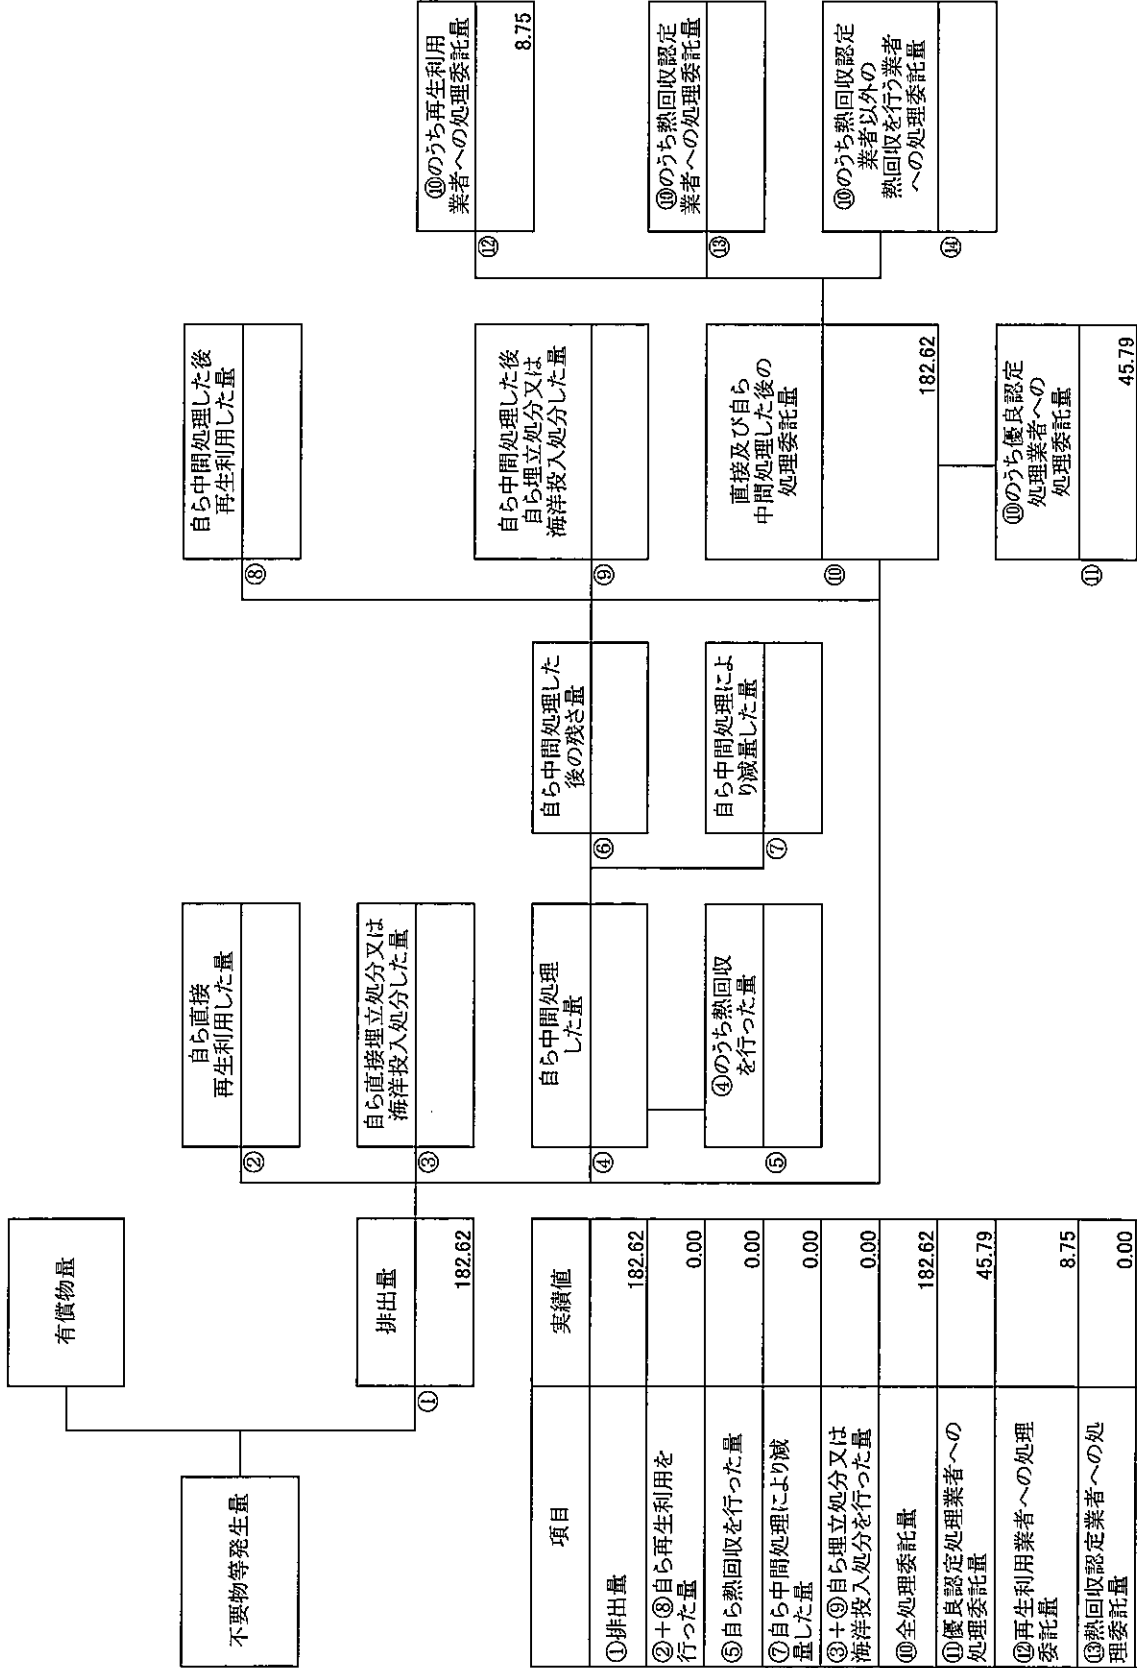 不要物等発生量
有償物量
排出量
①
182.62
②
自ら直接
再生利用した量
③
自ら直接埋立処分又は
海洋投入処分した量
④
自ら中間処理
した量
⑤
④のうち熱回収
を行った量
⑥
自ら中間処理した
後の残さ量
⑦
自ら中間処理によ
り減量した量
⑧
自ら中間処理した後
再生利用した量
⑨
自ら中間処理した後
自ら埋立処分又は
海洋投入処分した量
⑩
直接及び自ら
中間処理した後の
処理委託量
182.62
⑪
⑩のうち優良認定
処理業者への
処理委託量
45.79
⑫
⑩のうち再生利用
業者への処理委託量
8.75
⑬
⑩のうち熱回収認定
業者への処理委託量
⑭
⑩のうち熱回収認定
業者以外の
熱回収を行う業者
への処理委託量
項目 実績値
①排出量 182.62
②+⑧自ら再生利用を
行った量 0.00
⑤自ら熱回収を行った量 0.00
⑦自ら中間処理により減
量した量 0.00
③+⑨自ら埋立処分又は
海洋投入処分を行った量 0.00
⑩全処理委託量 182.62
⑪優良認定処理業者への
処理委託量 45.79
⑫再生利用業者への処理
委託量 8.75
⑬熱回収認定業者への処
理委託量 0.00